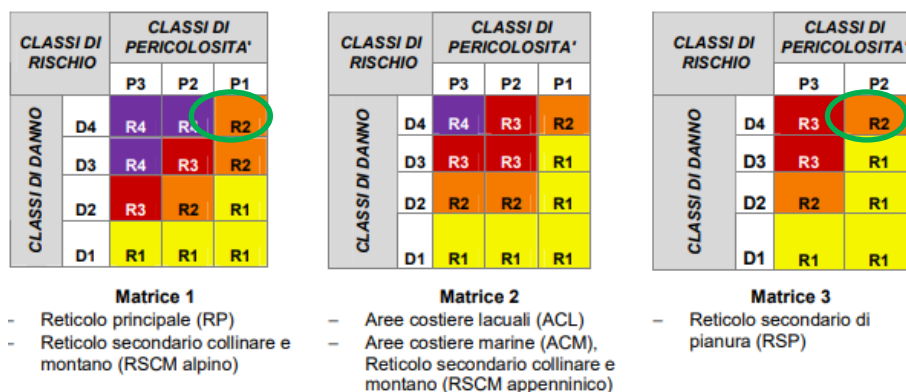 CLASSI DI RISCHIO
CLASSI DI PERICOLOSITA'
P3 P2 P1
CLASSI DI DANNO
D4 R4 R4 R2
D3 R4 R3 R2
D2 R3 R2 R1
D1 R1 R1 R1
Matrice 1
- Reticolo principale (RP)
- Reticolo secondario collinare e
montano (RSCM alpino)
CLASSI DI RISCHIO
CLASSI DI PERICOLOSITA'
P3 P2 P1
CLASSI DI DANNO
D4 R4 R3 R2
D3 R3 R3 R1
D2 R2 R2 R1
D1 R1 R1 R1
Matrice 2
– Aree costiere lacuali (ACL)
– Aree costiere marine (ACM),
Reticolo secondario collinare e
montano (RSCM appenninico)
CLASSI DI RISCHIO
CLASSI DI PERICOLOSITA'
P3 P2
CLASSI DI DANNO
D4 R3 R2
D3 R3 R1
D2 R2 R1
D1 R1 R1
Matrice 3
– Reticolo secondario di
pianura (RSP)